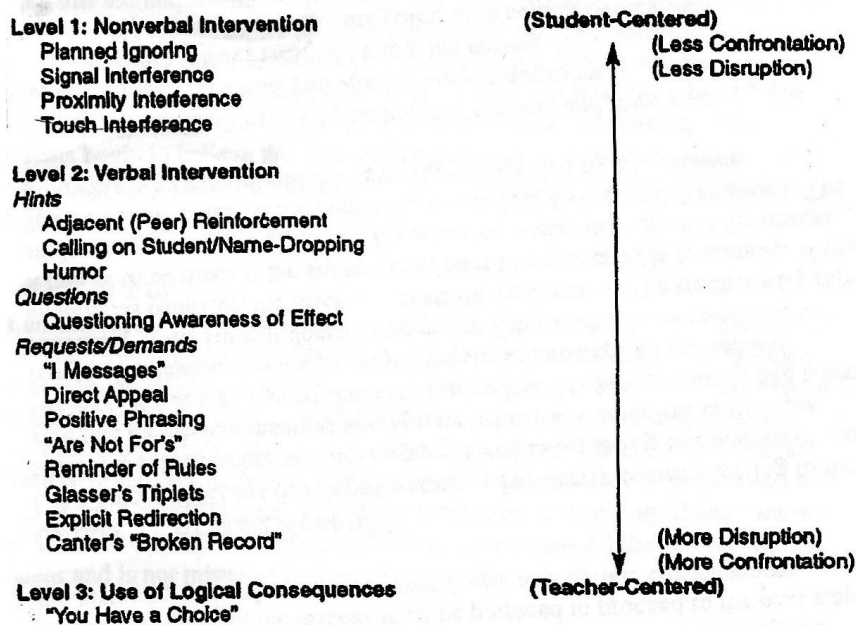 Level 1: Nonverbal Intervention
Planned Ignoring
Signal Interference
Proximity Interference
Touch Interference
Level 2: Verbal Intervention
Hints
Adjacent (Peer) Reinforcement
Calling on Student/Name-Dropping
Humor
Questions
Questioning Awareness of Effect
Requests/Demands
"I Messages"
Direct Appeal
Positive Phrasing
"Are Not For's"
Reminder of Rules
Glasser's Triplets
Explicit Redirection
Canter's "Broken Record"
Level 3: Use of Logical Consequences
"You Have a Choice"
(Student-Centered)
(Less Confrontation)
(Less Disruption)
(More Disruption)
(More Confrontation)
(Teacher-Centered)